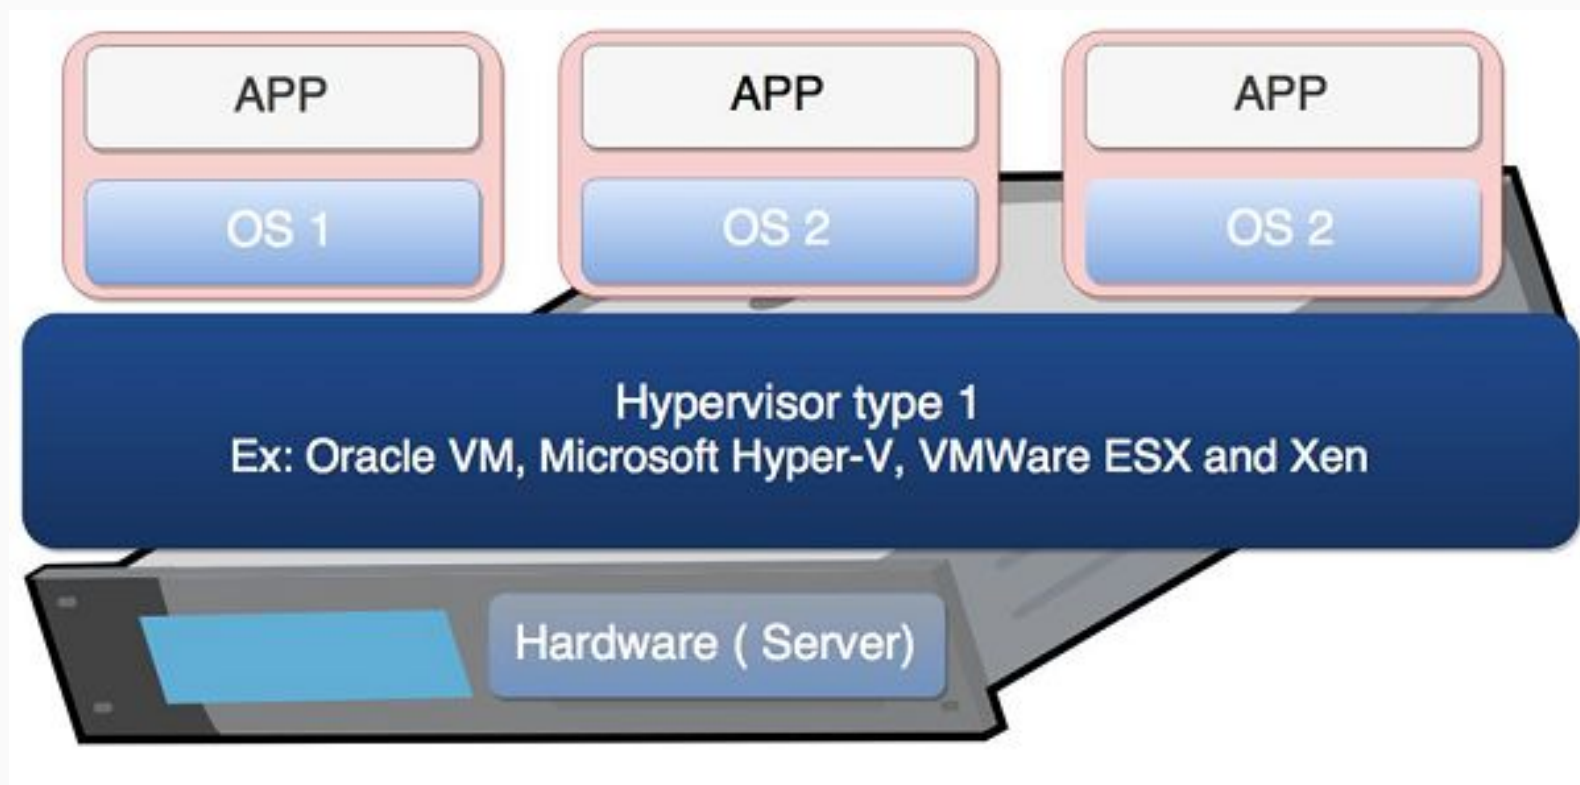 APP
APP
APP
OS 1
OS 2
OS 2
Hypervisor type 1
Ex: Oracle VM, Microsoft Hyper-V, VMWare ESX and Xen
Hardware ( Server)